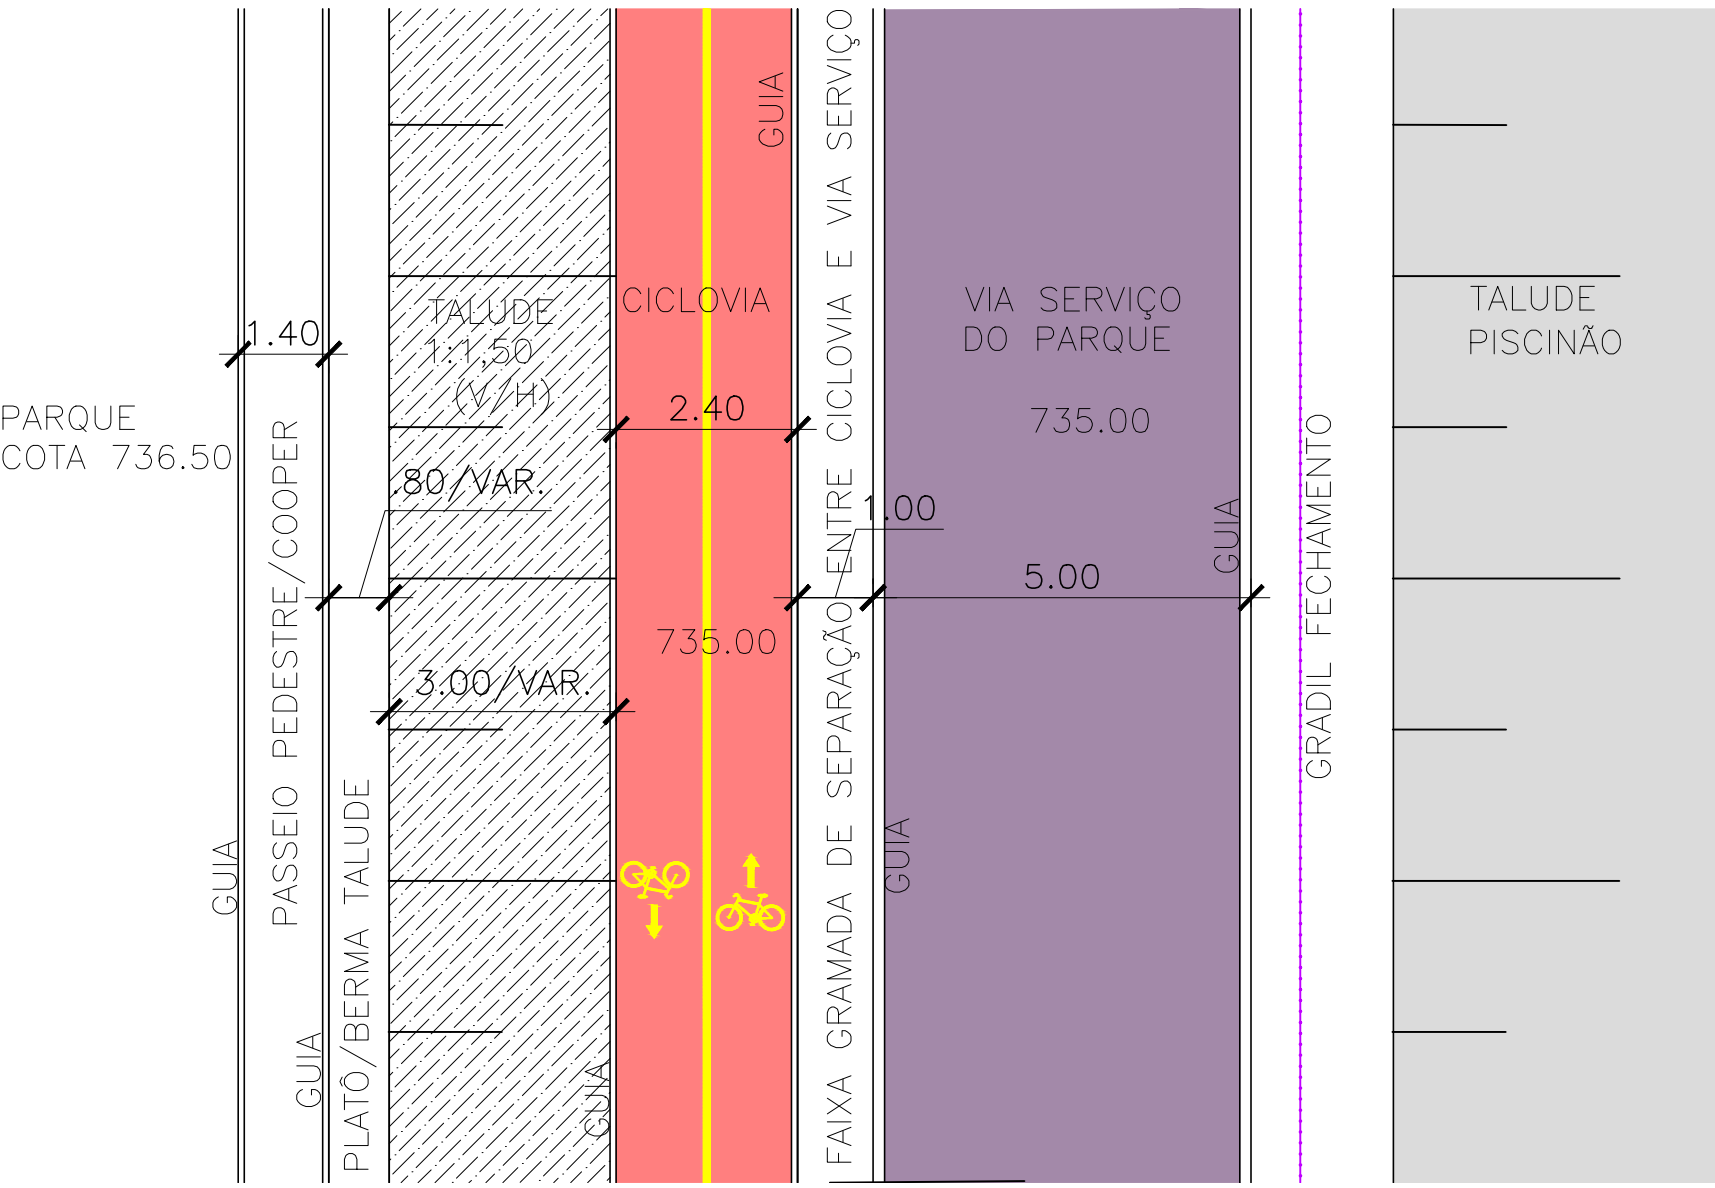 PARQUE
COTA 736.50
GUIA
1.40
PASSEIO PEDESTRE/COOPER
GUIA
PLATÔ/BERMA TALUDE
TALUDE
1:1,50
(V/H)
.80/VAR.
3.00/VAR.
GUIA
CICLOVIA
2.40
735.00
GUIA
FAIXA GRAMADA DE SEPARAÇÃO ENTRE CICLOVIA E VIA SERVIÇO
1.00
GUIA
VIA SERVIÇO
DO PARQUE
735.00
5.00
GUIA
GRADIL FECHAMENTO
TALUDE
PISCINÃO